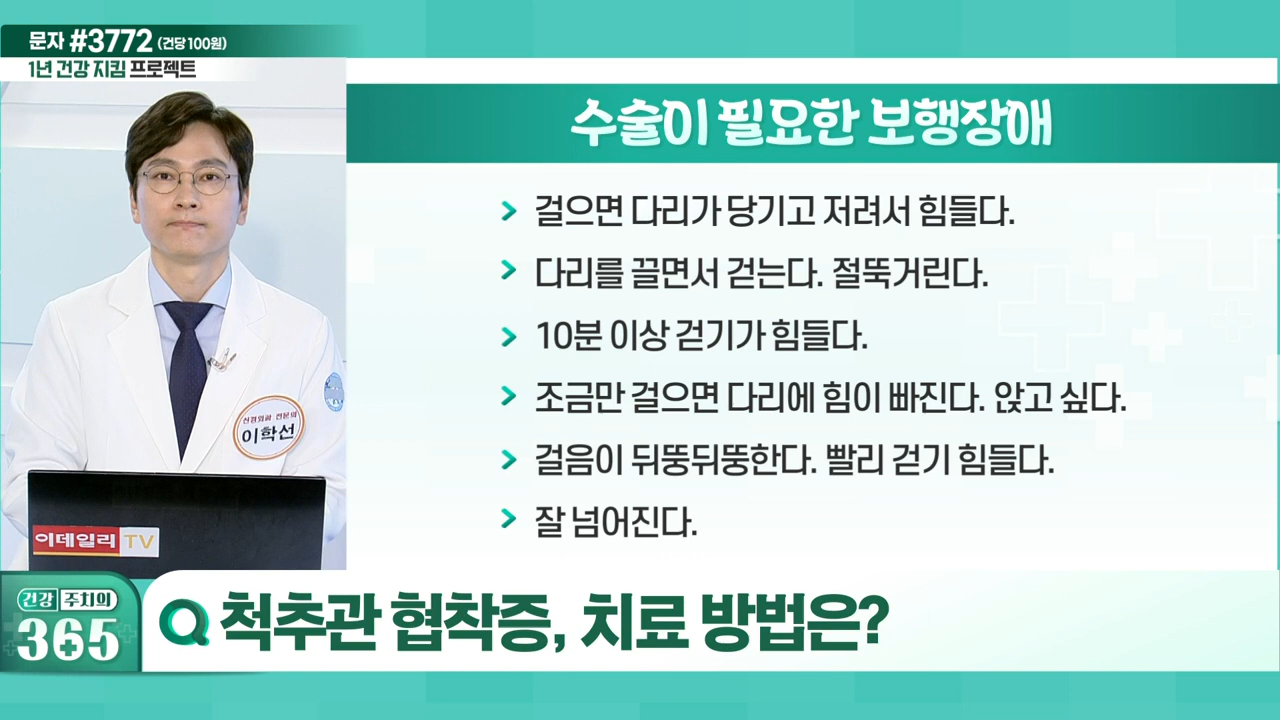 문자 #3772 (건당 100원)
1년 건강 지킴 프로젝트
수술이 필요한 보행장애
걸으면 다리가 당기고 저려서 힘들다.
다리를 끌면서 걷는다. 절뚝거린다.
10분 이상 걷기가 힘들다.
조금만 걸으면 다리에 힘이 빠진다. 앉고 싶다.
걸음이 뒤뚱뒤뚱한다. 빨리 걷기 힘들다.
잘 넘어진다.
신경외과 전문의
이학선
이데일리 TV
건강 주치의
365
Q 척추관 협착증, 치료 방법은?